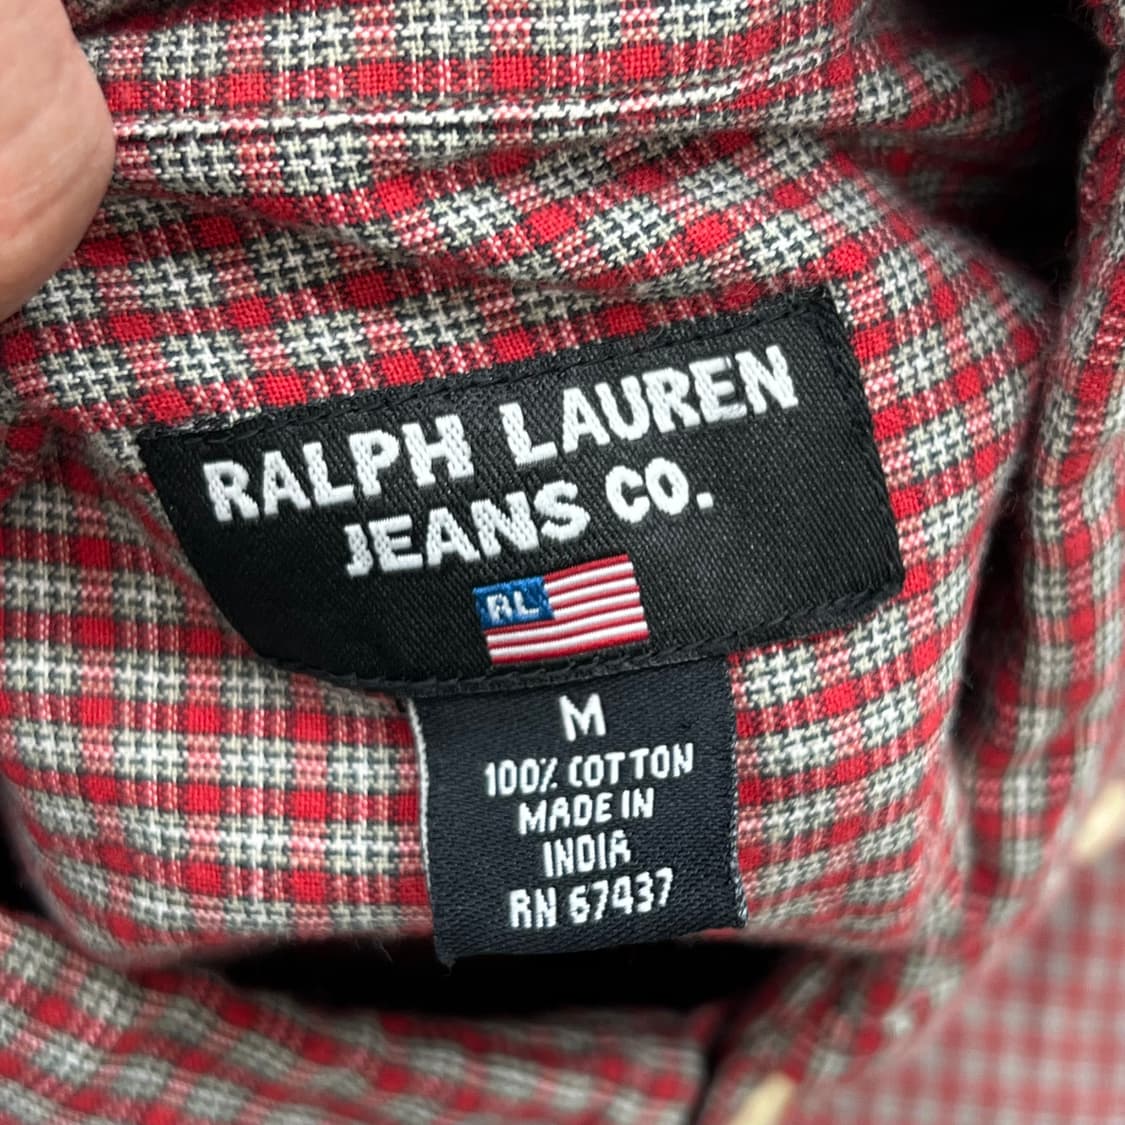 RALPH LAUREN
JEANS CO.
RL
M
100% COTTON
MADE IN
INDIA
RN 67437